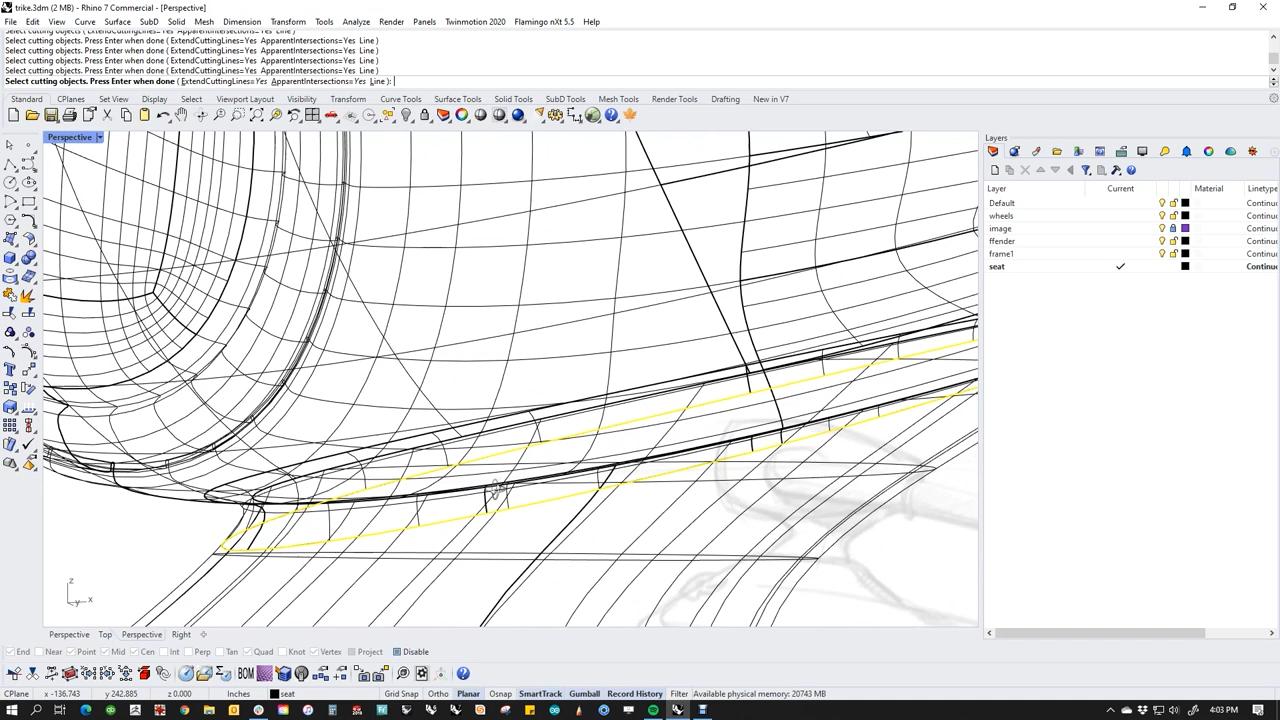 trike.3dm (2 MB) - Rhino 7 Commercial - [Perspective]
File Edit View Curve Surface SubD Solid Mesh Dimension Transform Tools Analyze Render Panels Twinmotion 2020 Flamingo nXt 5.5 Help
Select cutting objects. Press Enter when done ( ExtendCuttingLines=Yes ApparentIntersections=Yes Line )
Select cutting objects. Press Enter when done ( ExtendCuttingLines=Yes ApparentIntersections=Yes Line )
Select cutting objects. Press Enter when done ( ExtendCuttingLines=Yes ApparentIntersections=Yes Line )
Select cutting objects. Press Enter when done ( ExtendCuttingLines=Yes ApparentIntersections=Yes Line )
Select cutting objects. Press Enter when done ( ExtendCuttingLines=Yes ApparentIntersections=Yes Line ):
Standard CPlanes Set View Display Select Viewport Layout Visibility Transform Curve Tools Surface Tools Solid Tools SubD Tools Mesh Tools Render Tools Drafting New in V7
Perspective
Layers
Layer Current Material Linetype
Default Continuc
wheels Continuc
image Continuc
ffender Continuc
frame1 Continuc
seat Continuc
z
y x
Perspective Top Perspective Right
End Near Point Mid Cen Int Perp Tan Quad Knot Vertex Project Disable
BOM
CPlane x -136.743 y 242.885 z 0.000 Inches seat Grid Snap Ortho Planar Osnap SmartTrack Gumball Record History Filter Available physical memory: 20743 MB
4:03 PM